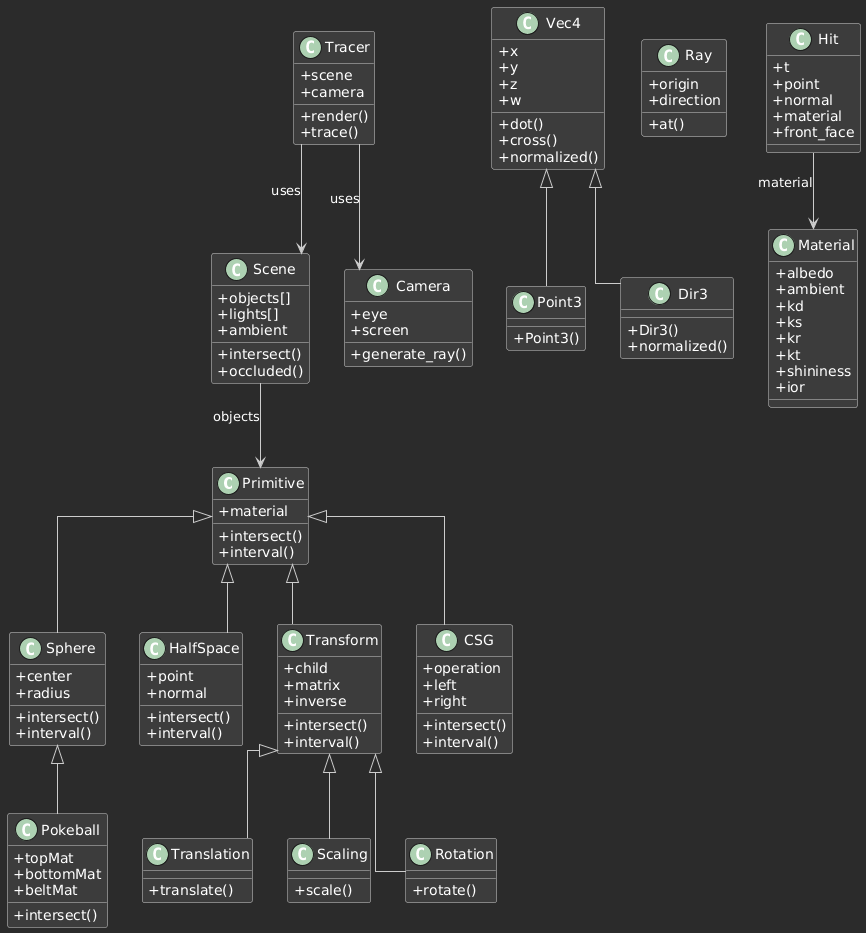 C Tracer
+scene
+camera
+render()
+trace()
C Vec4
+x
+y
+z
+w
+dot()
+cross()
+normalized()
C Ray
+origin
+direction
+at()
C Hit
+t
+point
+normal
+material
+front_face
uses
uses
material
C Scene
+objects[]
+lights[]
+ambient
+intersect()
+occluded()
C Camera
+eye
+screen
+generate_ray()
C Point3
+Point3()
C Dir3
+Dir3()
+normalized()
C Material
+albedo
+ambient
+kd
+ks
+kr
+kt
+shininess
+ior
objects
C Primitive
+material
+intersect()
+interval()
C Sphere
+center
+radius
+intersect()
+interval()
C HalfSpace
+point
+normal
+intersect()
+interval()
C Transform
+child
+matrix
+inverse
+intersect()
+interval()
C CSG
+operation
+left
+right
+intersect()
+interval()
C Pokeball
+topMat
+bottomMat
+beltMat
+intersect()
C Translation
+translate()
C Scaling
+scale()
C Rotation
+rotate()